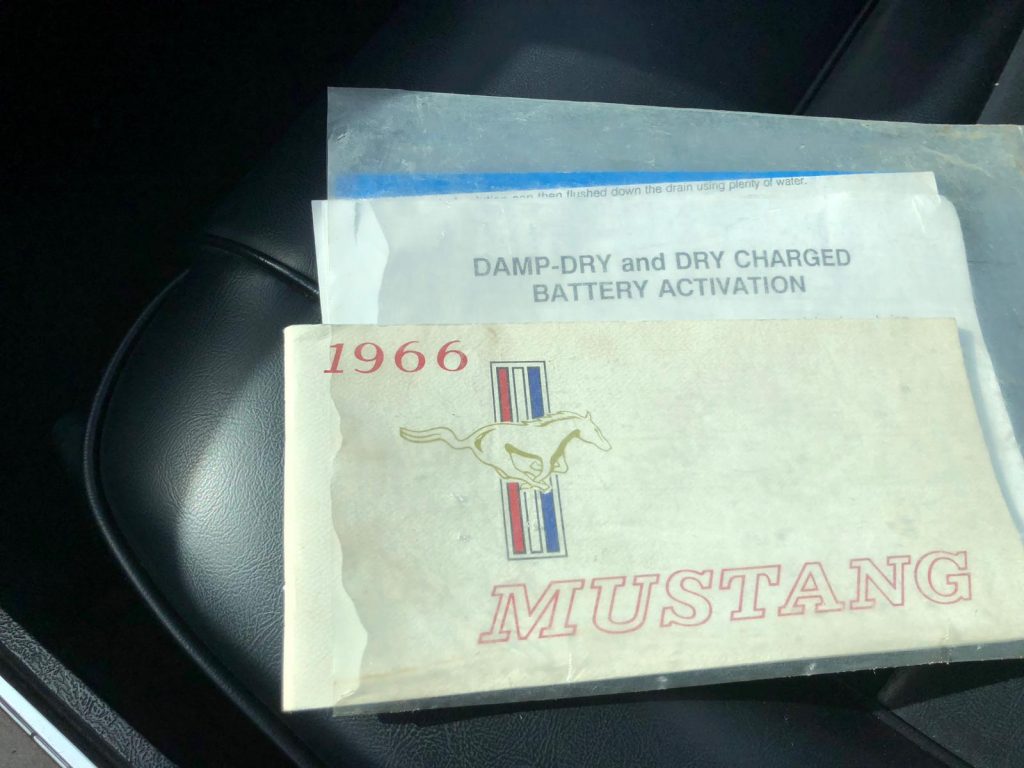 can then flushed down the drain using plenty of water.
DAMP-DRY and DRY CHARGED
BATTERY ACTIVATION
1966
MUSTANG